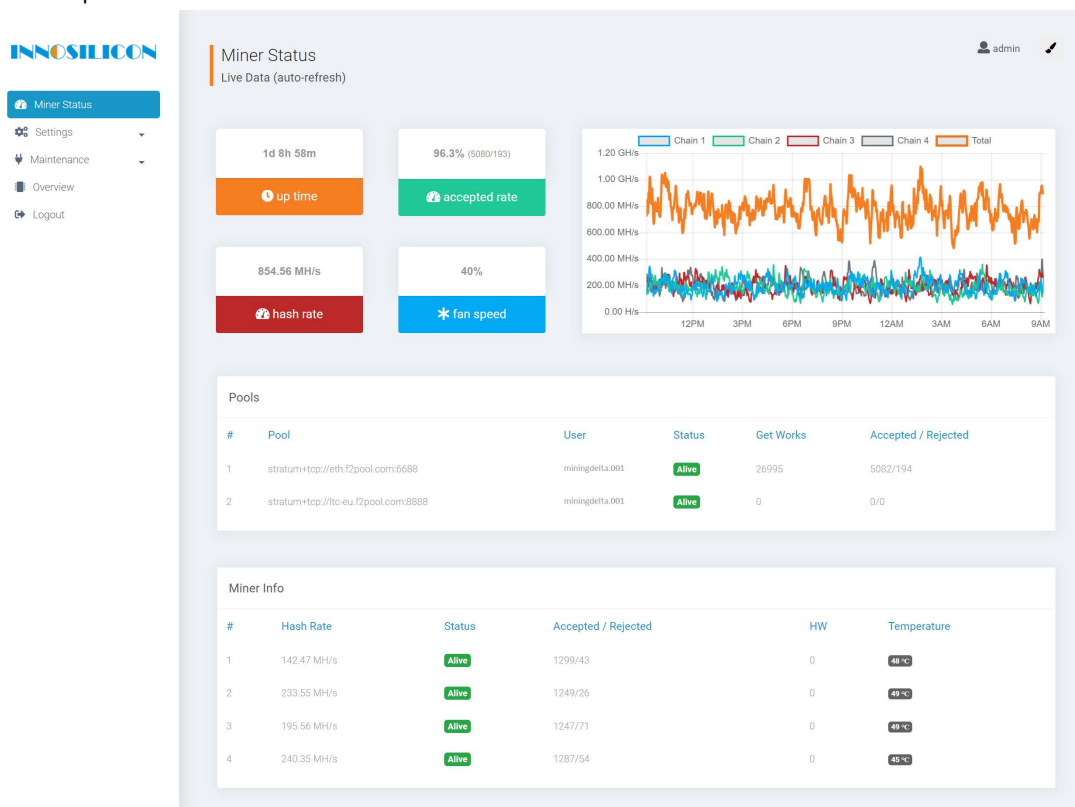 INNOSILICON
Miner Status
Settings
Maintenance
Overview
Logout
Miner Status
Live Data (auto-refresh)
admin
1d 8h 58m
up time
96.3% (5080/193)
accepted rate
854.56 MH/s
hash rate
40%
fan speed
Chain 1 Chain 2 Chain 3 Chain 4 Total
1.20 GH/s
1.00 GH/s
800.00 MH/s
600.00 MH/s
400.00 MH/s
200.00 MH/s
0.00 H/s
12PM 3PM 6PM 9PM 12AM 3AM 6AM 9AM
Pools
# Pool User Status Get Works Accepted / Rejected
1 stratum+tcp://eth.f2pool.com:6688 miningdelta.001 Alive 26995 5082/194
2 stratum+tcp://ltc-eu.f2pool.com:8888 miningdelta.001 Alive 0 0/0
Miner Info
# Hash Rate Status Accepted / Rejected HW Temperature
1 142.47 MH/s Alive 1299/43 0 48 °C
2 233.55 MH/s Alive 1249/26 0 49 °C
3 195.56 MH/s Alive 1247/71 0 49 °C
4 240.35 MH/s Alive 1287/54 0 45 °C